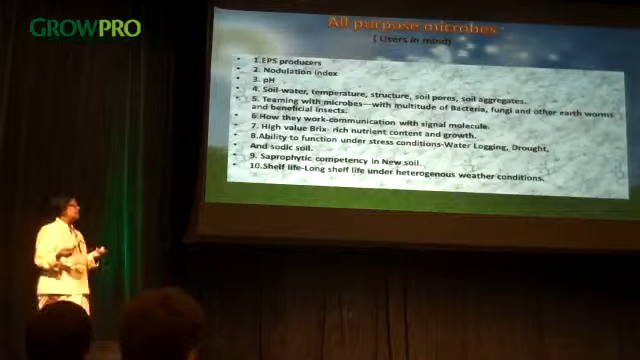 GROWPRO
All purpose microbes
( Users in mind)
• 1.EPS producers
• 2. Nodulation index
• 3. pH
• 4. Soil-water, temperature, structure, soil pores, soil aggregates.
• 5. Teaming with microbes—with multitude of Bacteria, fungi and other earth worms
and beneficial insects.
• 6.How they work-communication with signal molecule.
• 7. High value Brix- rich nutrient content and growth.
• 8.Ability to function under stress conditions-Water Logging, Drought,
• And sodic soil.
• 9. Saprophytic competency in New soil.
• 10.Shelf life-Long shelf life under heterogenous weather conditions.